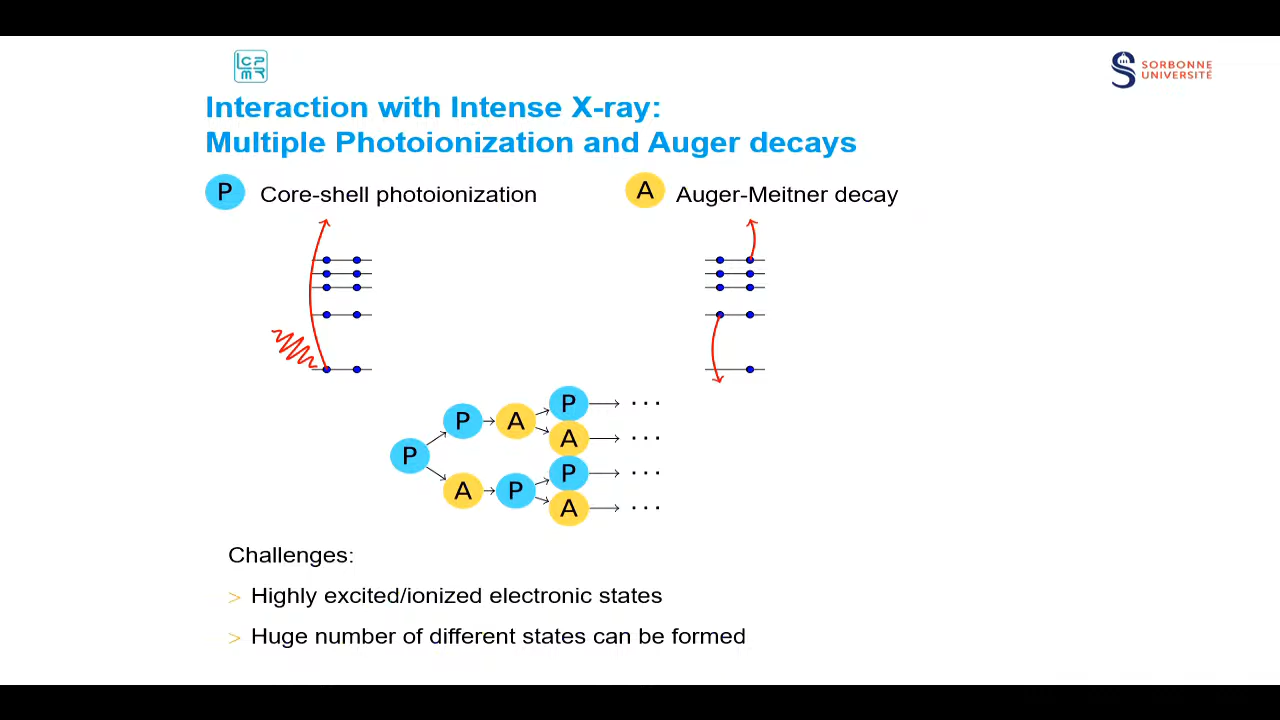 LCPMR
SORBONNE
UNIVERSITÉ
Interaction with Intense X-ray:
Multiple Photoionization and Auger decays
P Core-shell photoionization
A Auger-Meitner decay
P
P A P ...
A ...
A P P ...
A ...
Challenges:
> Highly excited/ionized electronic states
> Huge number of different states can be formed